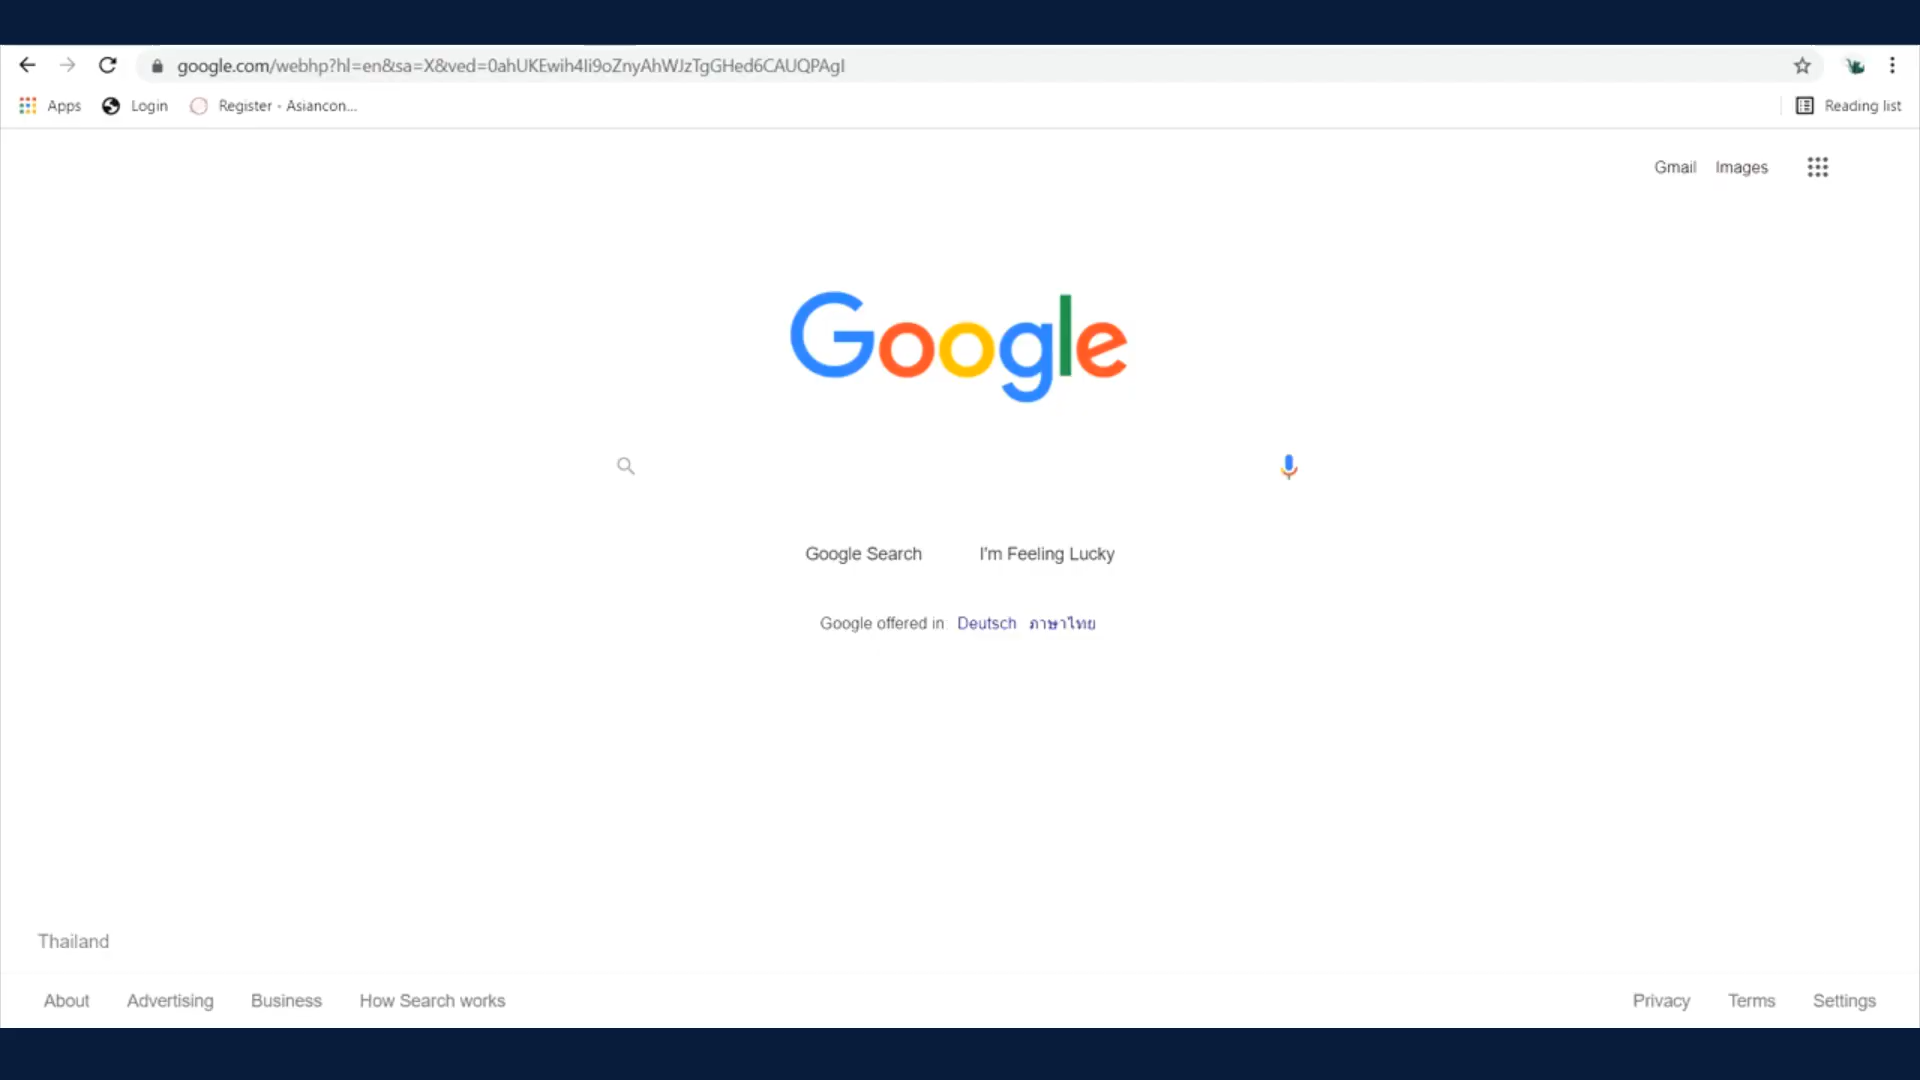 google.com/webhp?hl=en&sa=X&ved=0ahUKEwih4Ii9oZnyAhWJzTgGHed6CAUQPAgI
Apps Login Register - Asiancon... Reading list
Gmail Images
Google
Google Search I'm Feeling Lucky
Google offered in: Deutsch ภาษาไทย
Thailand
About Advertising Business How Search works Privacy Terms Settings